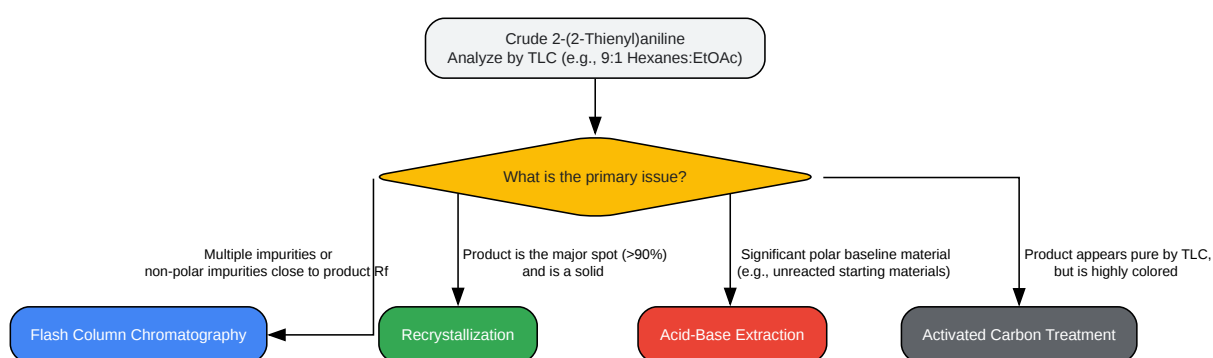 Crude 2-(2-Thienyl)aniline
Analyze by TLC (e.g., 9:1 Hexanes:EtOAc)
What is the primary issue?
Multiple impurities or
non-polar impurities close to product Rf
Product is the major spot (>90%)
and is a solid
Significant polar baseline material
(e.g., unreacted starting materials)
Product appears pure by TLC,
but is highly colored
Flash Column Chromatography
Recrystallization
Acid-Base Extraction
Activated Carbon Treatment